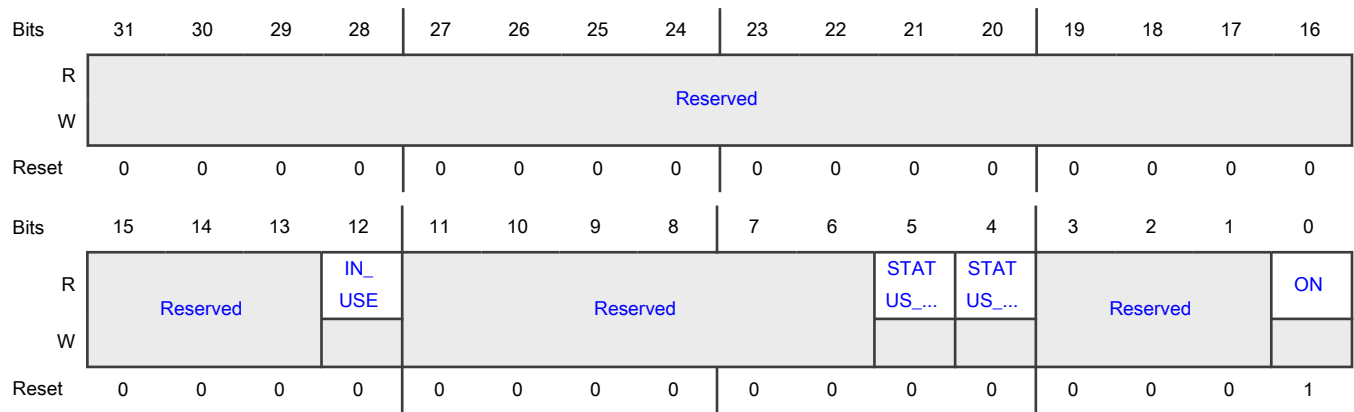 Bits 31 30 29 28 27 26 25 24 23 22 21 20 19 18 17 16
R
Reserved
W
Reset 0 0 0 0 0 0 0 0 0 0 0 0 0 0 0 0
Bits 15 14 13 12 11 10 9 8 7 6 5 4 3 2 1 0
R Reserved IN_ Reserved STAT STAT Reserved ON
USE US_... US_...
W
Reset 0 0 0 0 0 0 0 0 0 0 0 0 0 0 0 1